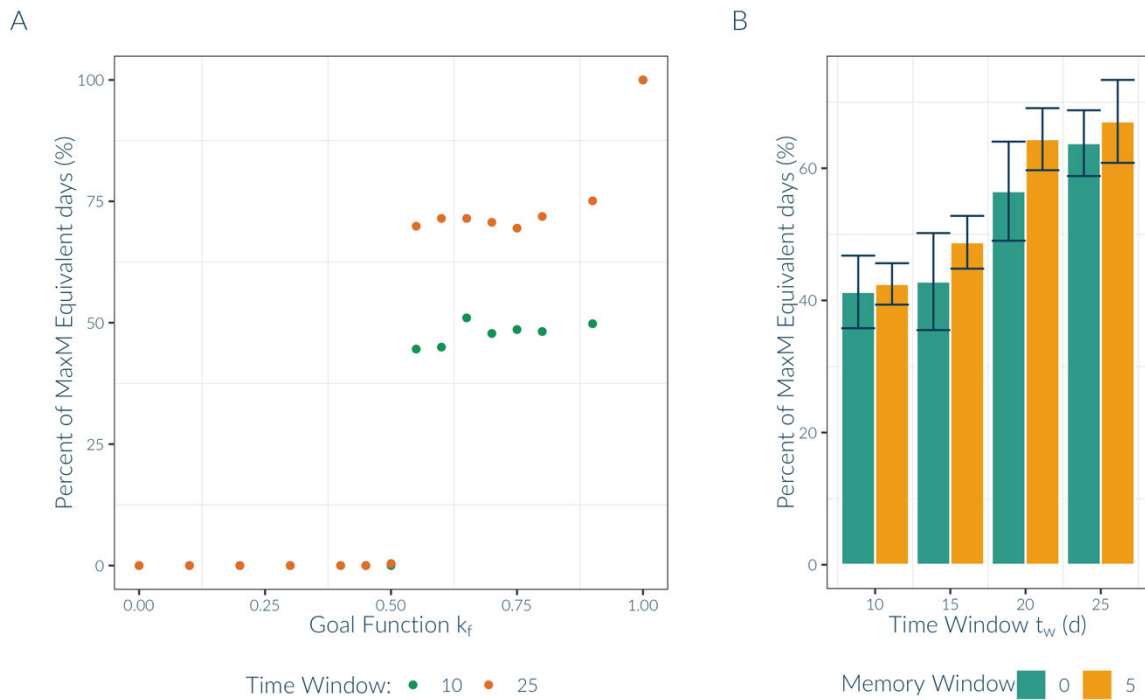 A
B
Percent of MaxM Equivalent days (%)
100
75
50
25
0
0.00 0.25 0.50 0.75 1.00
Goal Function kf
Time Window: 10 25
Percent of MaxM Equivalent days (%)
60
40
20
0
10 15 20 25
Time Window tw (d)
Memory Window 0 5